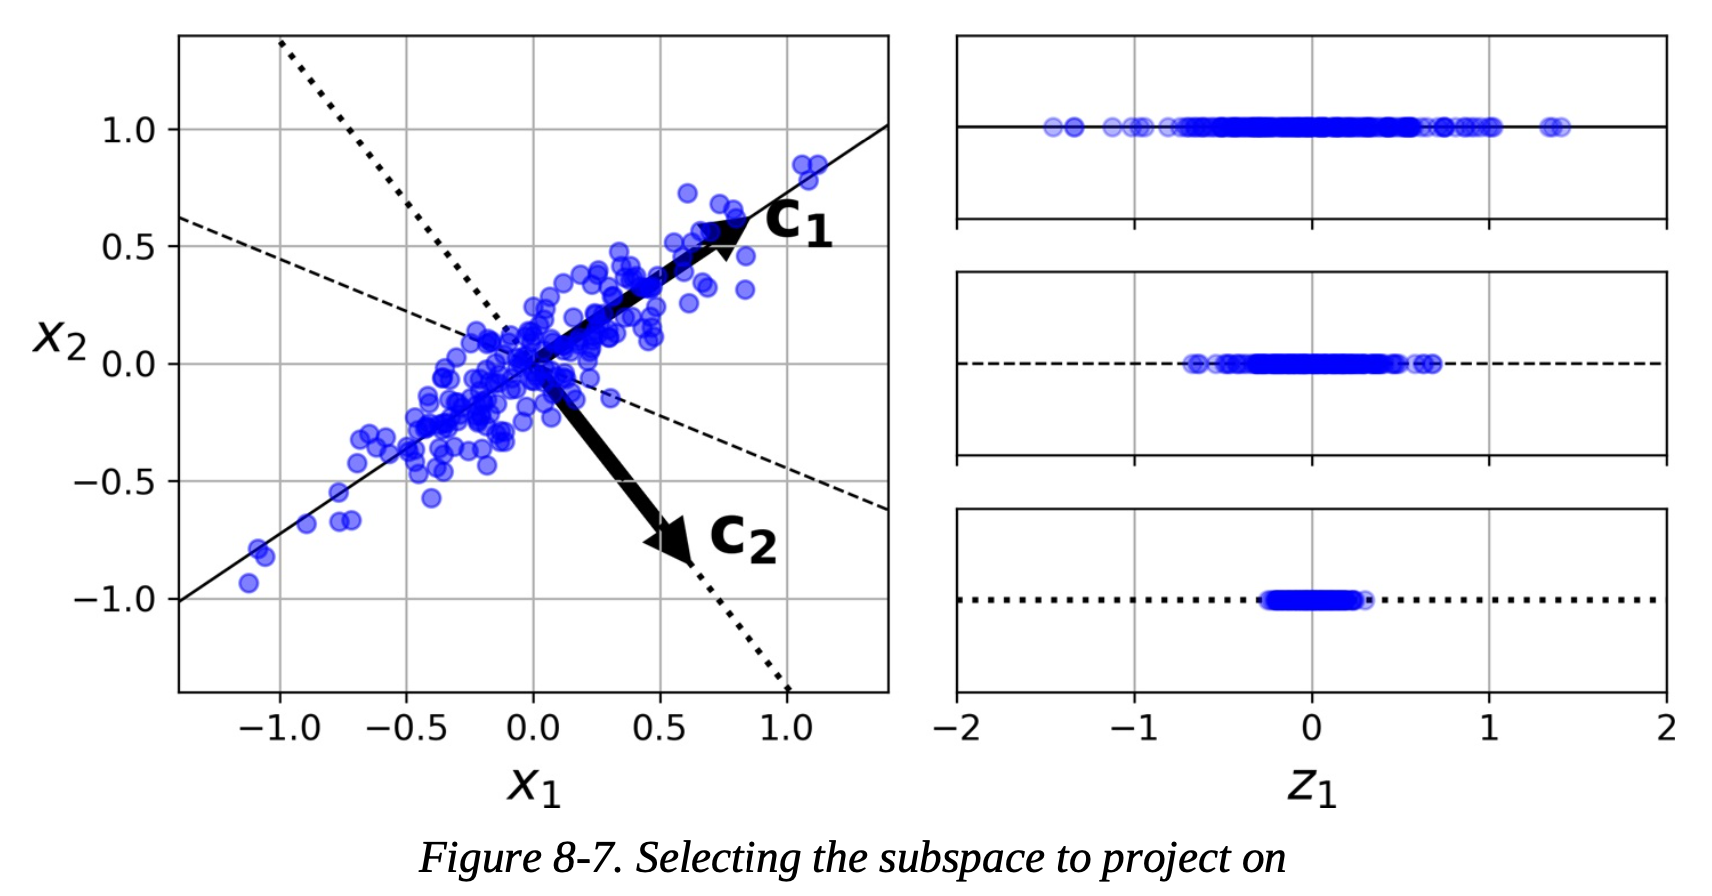 1.0
0.5
0.0
−0.5
−1.0
x₂
c₁
c₂
−1.0 −0.5 0.0 0.5 1.0
x₁
−2 −1 0 1 2
z₁
Figure 8-7. Selecting the subspace to project on